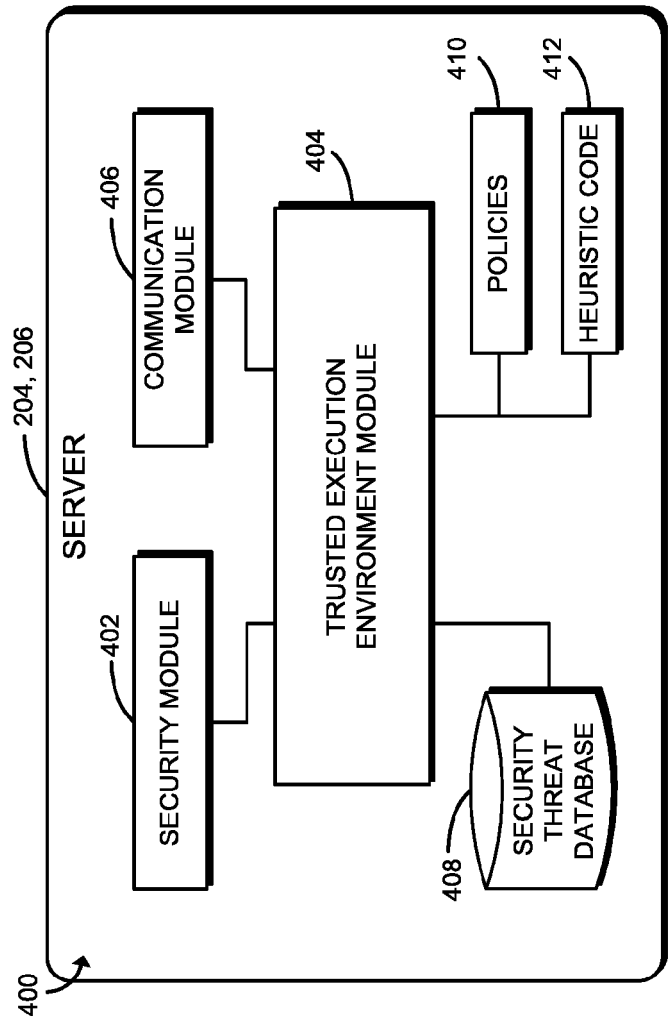 400
204, 206
SERVER
402
SECURITY MODULE
406
COMMUNICATION
MODULE
404
TRUSTED EXECUTION
ENVIRONMENT MODULE
408
SECURITY
THREAT
DATABASE
410
POLICIES
412
HEURISTIC CODE